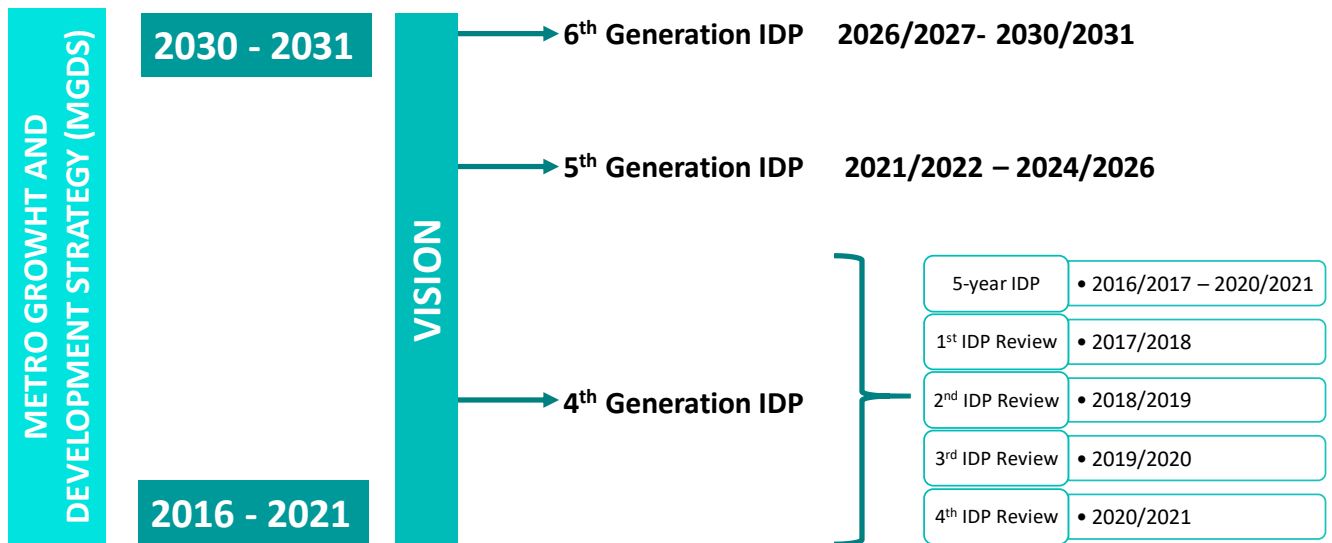 METRO GROWHT AND
DEVELOPMENT STRATEGY (MGDS)
2030 - 2031
2016 - 2021
VISION
6th Generation IDP 2026/2027- 2030/2031
5th Generation IDP 2021/2022 – 2024/2026
4th Generation IDP
5-year IDP • 2016/2017 – 2020/2021
1st IDP Review • 2017/2018
2nd IDP Review • 2018/2019
3rd IDP Review • 2019/2020
4th IDP Review • 2020/2021